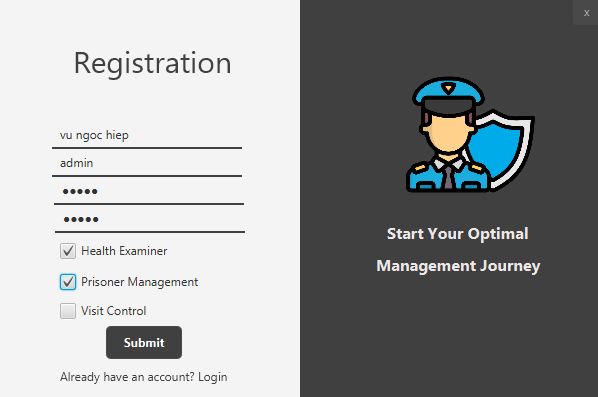 x
Registration
vu ngoc hiep
admin
●●●●●
●●●●●
Health Examiner
Prisoner Management
Visit Control
Submit
Already have an account? Login
Start Your Optimal
Management Journey